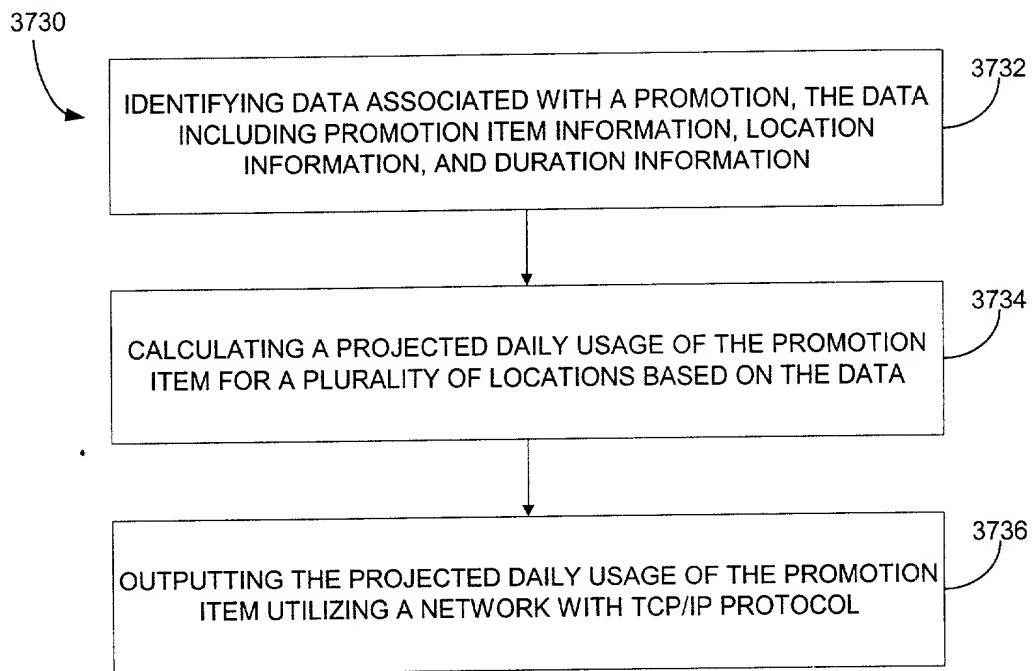 3730
3732
IDENTIFYING DATA ASSOCIATED WITH A PROMOTION, THE DATA
INCLUDING PROMOTION ITEM INFORMATION, LOCATION
INFORMATION, AND DURATION INFORMATION
3734
CALCULATING A PROJECTED DAILY USAGE OF THE PROMOTION
ITEM FOR A PLURALITY OF LOCATIONS BASED ON THE DATA
3736
OUTPUTTING THE PROJECTED DAILY USAGE OF THE PROMOTION
ITEM UTILIZING A NETWORK WITH TCP/IP PROTOCOL